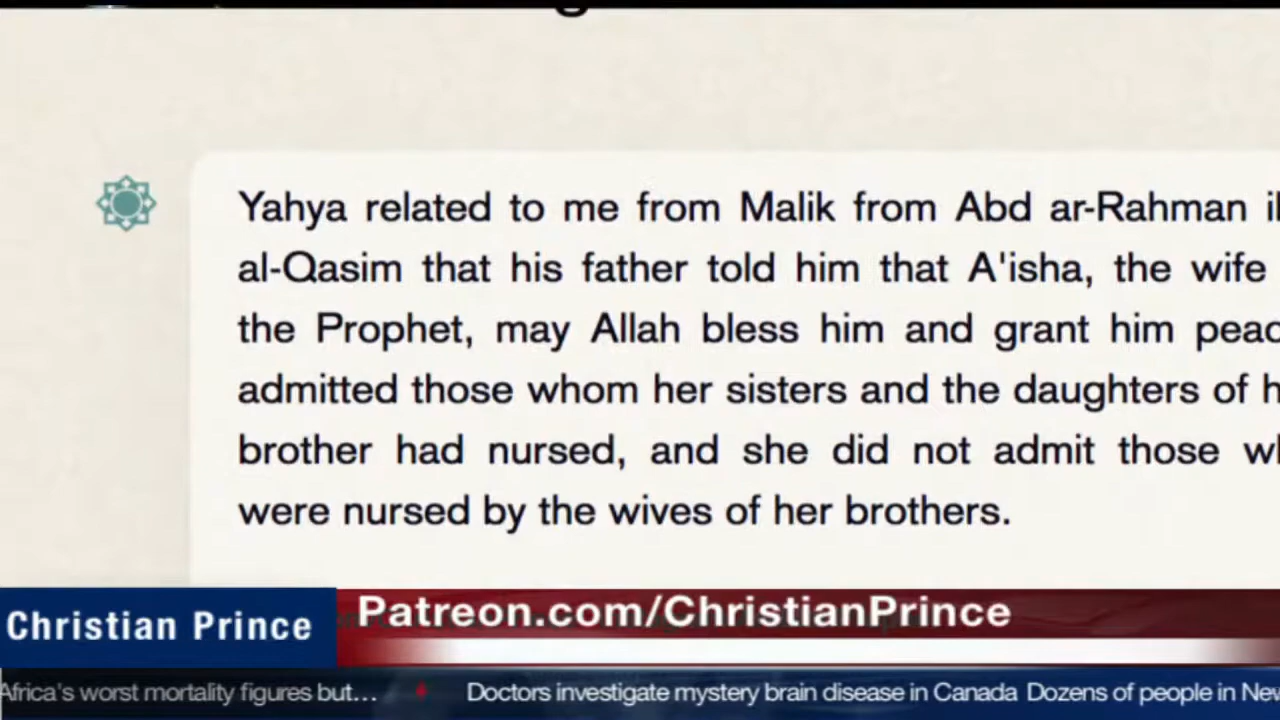 Yahya related to me from Malik from Abd ar-Rahman
al-Qasim that his father told him that A'isha, the wife
the Prophet, may Allah bless him and grant him
admitted those whom her sisters and the daughters of
brother had nursed, and she did not admit those
were nursed by the wives of her brothers.
Christian Prince
Patreon.com/ChristianPrince
Africa's worst mortality figures but... Doctors investigate mystery brain disease in Canada Dozens of people in